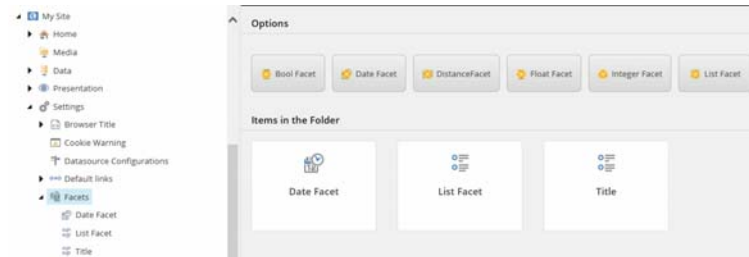 My Site
Home
Media
Data
Presentation
Settings
Browser Title
Cookie Warning
Datasource Configurations
Default links
Facets
Date Facet
List Facet
Title
Options
Bool Facet
Date Facet
DistanceFacet
Float Facet
Integer Facet
List Facet
Items in the Folder
Date Facet
List Facet
Title